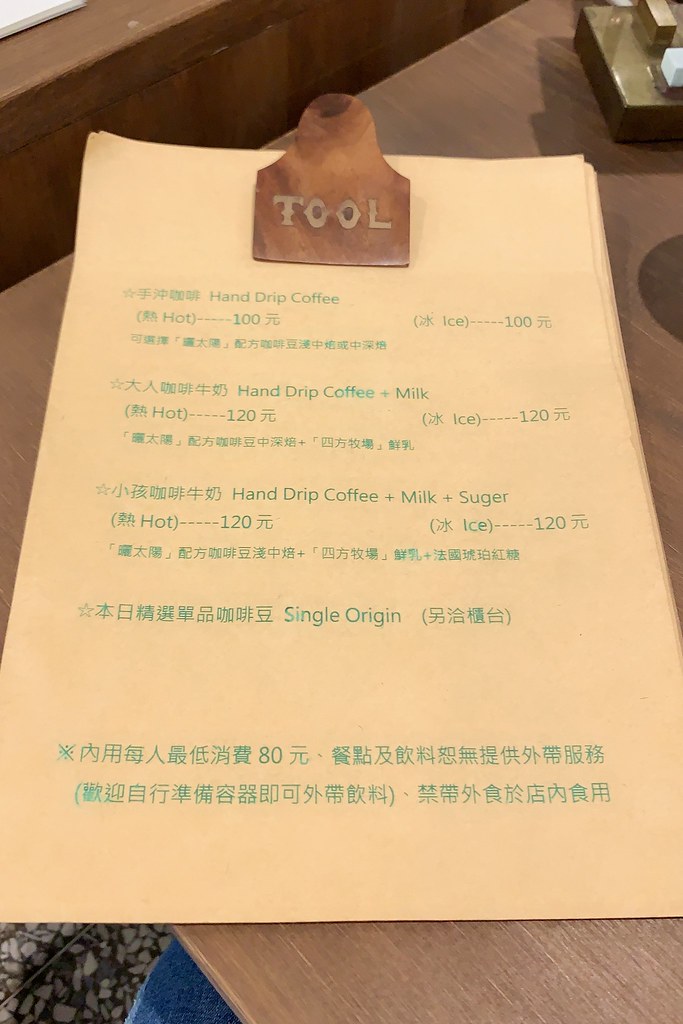 TOOL
☆手沖咖啡 Hand Drip Coffee
(熱 Hot)-----100 元 (冰 Ice)-----100 元
可選擇「曬太陽」配方咖啡豆淺中焙或中深焙
☆大人咖啡牛奶 Hand Drip Coffee + Milk
(熱 Hot)-----120 元 (冰 Ice)-----120 元
「曬太陽」配方咖啡豆中深焙+「四方牧場」鮮乳
☆小孩咖啡牛奶 Hand Drip Coffee + Milk + Suger
(熱 Hot)-----120 元 (冰 Ice)-----120 元
「曬太陽」配方咖啡豆淺中焙+「四方牧場」鮮乳+法國琥珀紅糖
☆本日精選單品咖啡豆 Single Origin (另洽櫃台)
※內用每人最低消費 80 元、餐點及飲料恕無提供外帶服務
(歡迎自行準備容器即可外帶飲料)、禁帶外食於店內食用